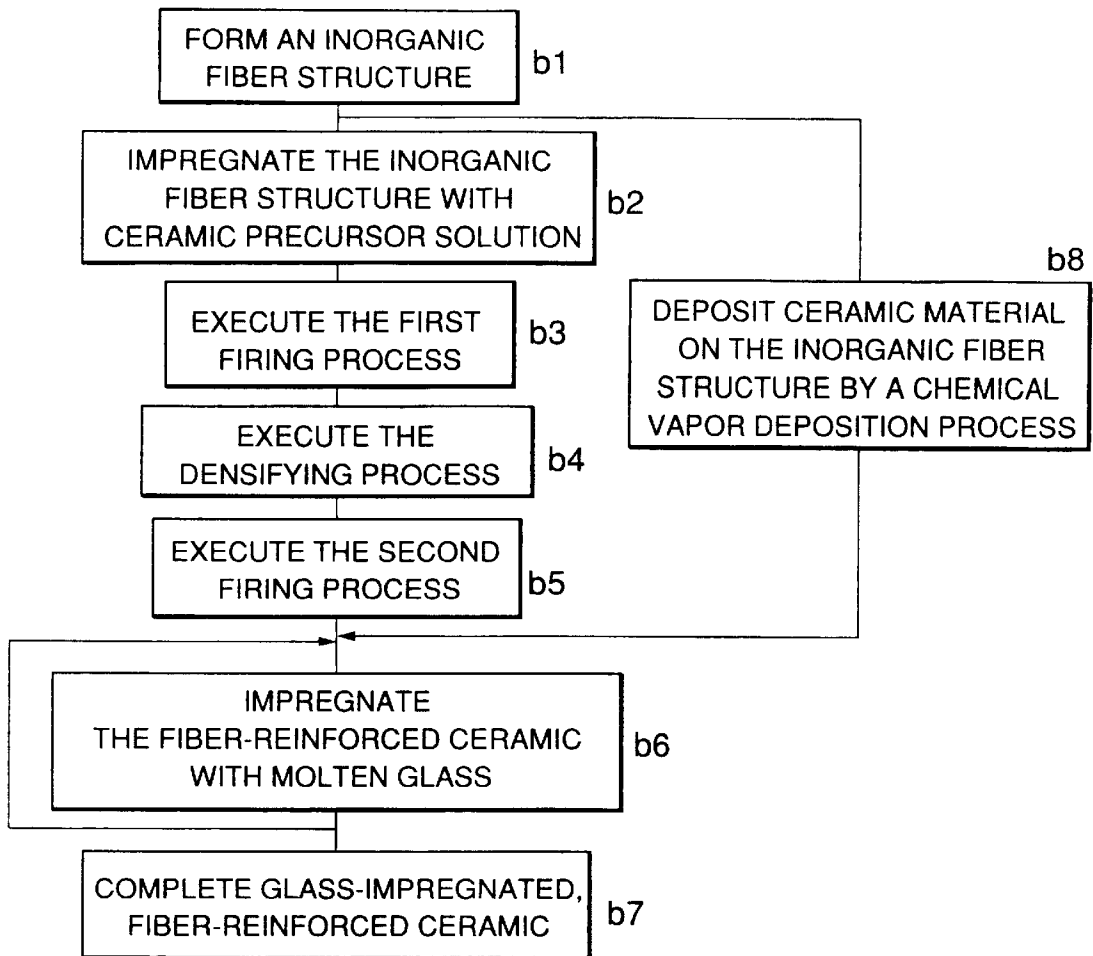 FORM AN INORGANIC
FIBER STRUCTURE
b1
IMPREGNATE THE INORGANIC
FIBER STRUCTURE WITH
CERAMIC PRECURSOR SOLUTION
b2
EXECUTE THE FIRST
FIRING PROCESS
b3
EXECUTE THE
DENSIFYING PROCESS
b4
EXECUTE THE SECOND
FIRING PROCESS
b5
b8
DEPOSIT CERAMIC MATERIAL
ON THE INORGANIC FIBER
STRUCTURE BY A CHEMICAL
VAPOR DEPOSITION PROCESS
IMPREGNATE
THE FIBER-REINFORCED CERAMIC
WITH MOLTEN GLASS
b6
COMPLETE GLASS-IMPREGNATED,
FIBER-REINFORCED CERAMIC
b7